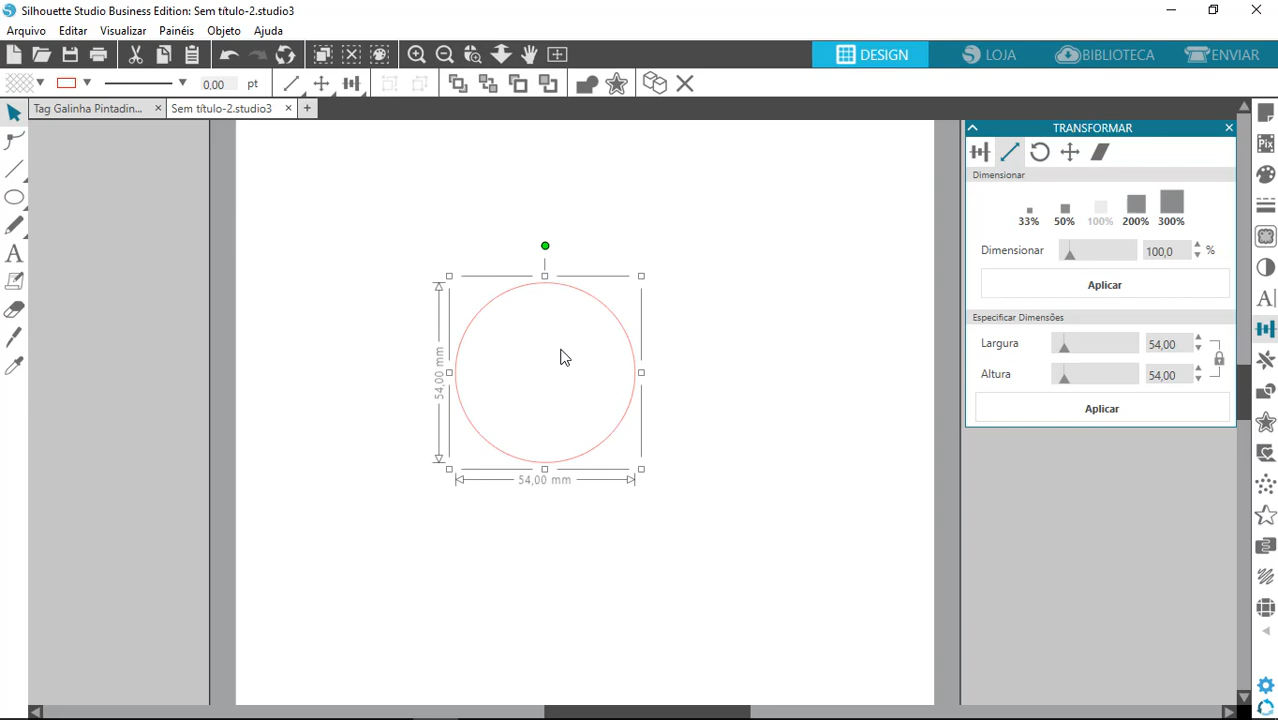 Silhouette Studio Business Edition: Sem título-2.studio3
Arquivo Editar Visualizar Painéis Objeto Ajuda
DESIGN LOJA BIBLIOTECA ENVIAR
0,00 pt
Tag Galinha Pintadin... Sem título-2.studio3
TRANSFORMAR
Pix
Dimensionar
33% 50% 100% 200% 300%
Dimensionar 100,0 %
Aplicar
Especificar Dimensões
Largura 54,00
Altura 54,00
Aplicar
54,00 mm
54,00 mm